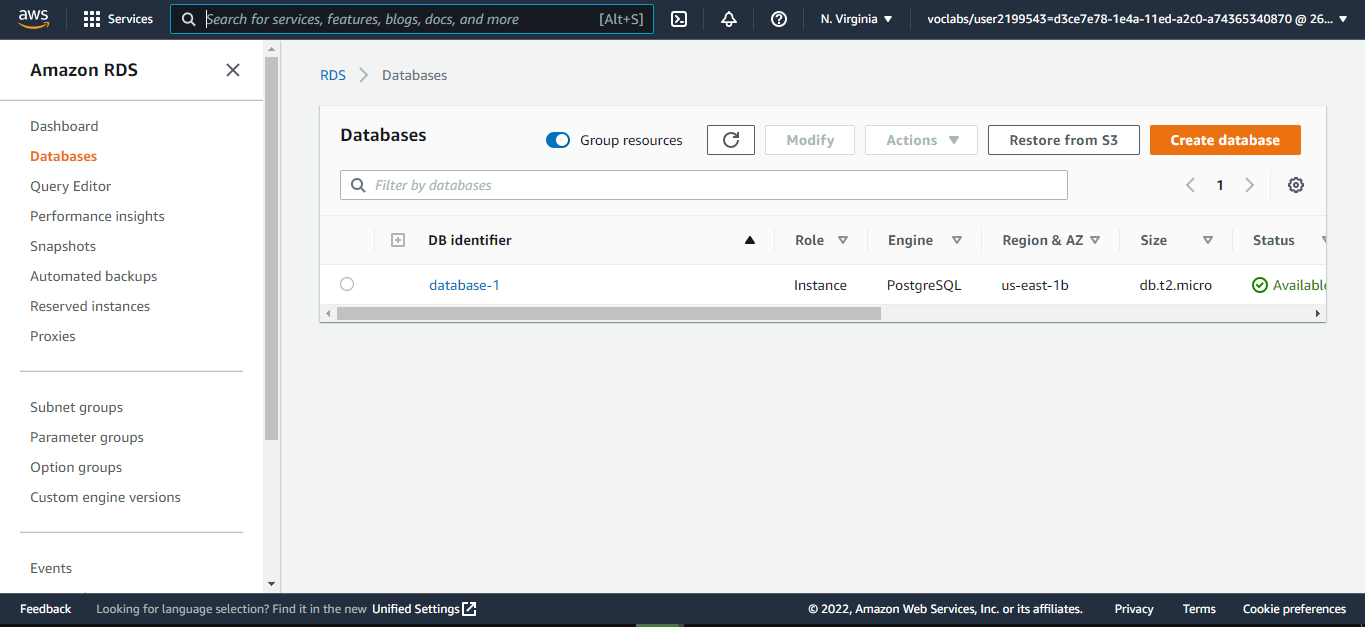 aws Services Search for services, features, blogs, docs, and more [Alt+S] N. Virginia voclabs/user2199543=d3ce7e78-1e4a-11ed-a2c0-a74365340870 @ 26...
Amazon RDS
Dashboard
Databases
Query Editor
Performance insights
Snapshots
Automated backups
Reserved instances
Proxies
Subnet groups
Parameter groups
Option groups
Custom engine versions
Events
RDS Databases
Databases Group resources Modify Actions Restore from S3 Create database
Filter by databases 1
DB identifier Role Engine Region & AZ Size Status
database-1 Instance PostgreSQL us-east-1b db.t2.micro Available
Feedback Looking for language selection? Find it in the new Unified Settings © 2022, Amazon Web Services, Inc. or its affiliates. Privacy Terms Cookie preferences